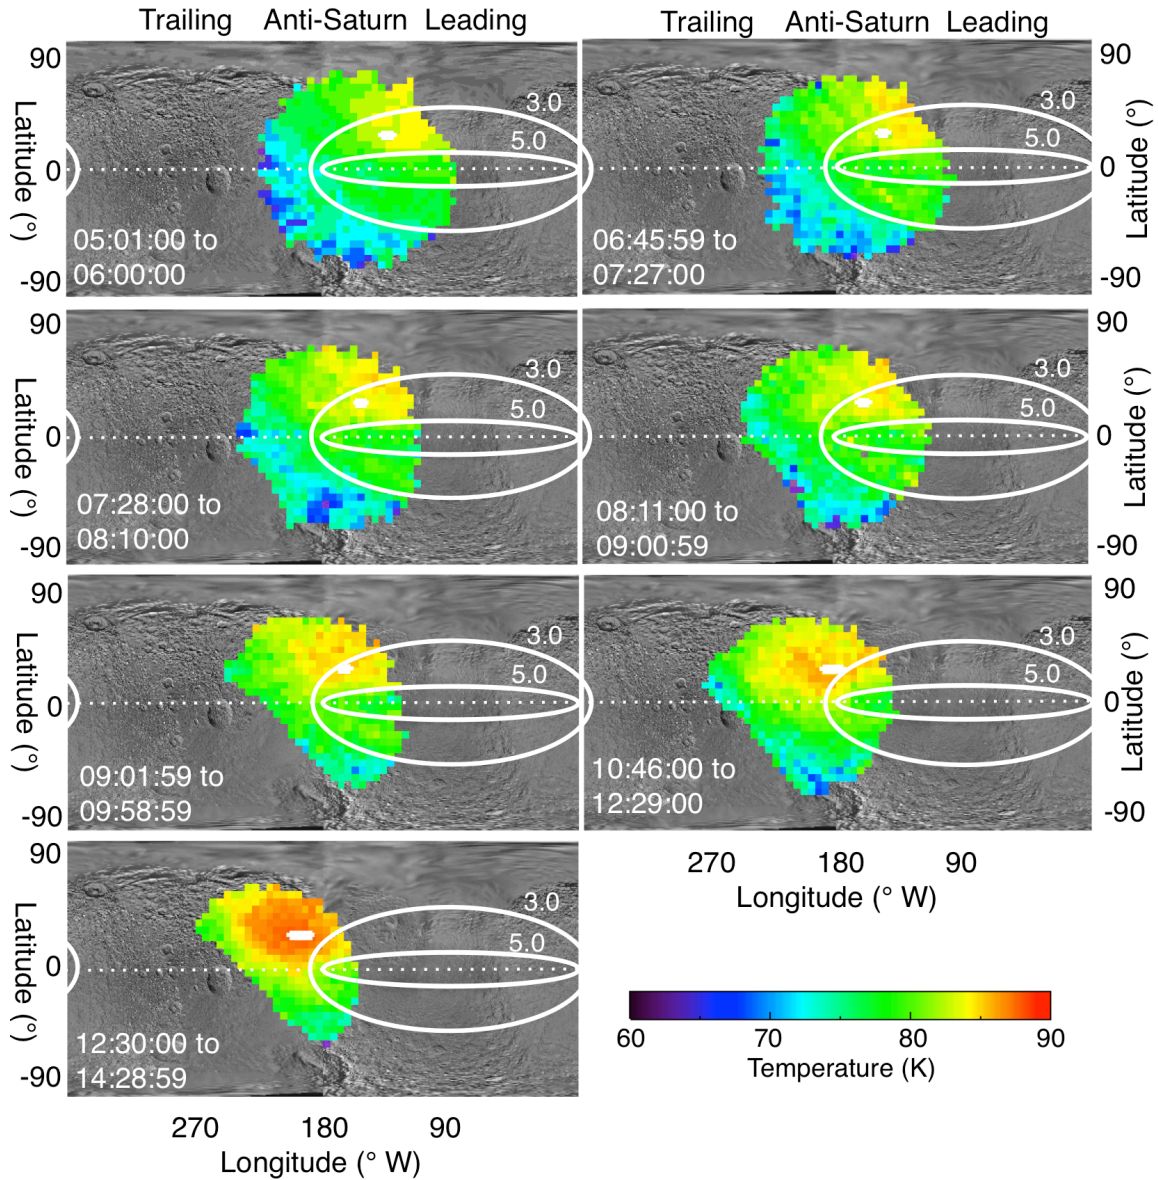 Trailing Anti-Saturn Leading Trailing Anti-Saturn Leading
90 90
3.0 3.0
5.0 5.0
Latitude (°) 0 0 Latitude (°)
05:01:00 to 06:45:59 to
06:00:00 07:27:00
-90 -90
90 90
3.0 3.0
5.0 5.0
Latitude (°) 0 0 Latitude (°)
07:28:00 to 08:11:00 to
08:10:00 09:00:59
-90 -90
90 90
3.0 3.0
5.0 5.0
Latitude (°) 0 0 Latitude (°)
09:01:59 to 10:46:00 to
09:58:59 12:29:00
-90 -90
90 270 180 90
Longitude (° W)
3.0
5.0
Latitude (°) 0
12:30:00 to
14:28:59
-90
60 70 80 90
Temperature (K)
270 180 90
Longitude (° W)